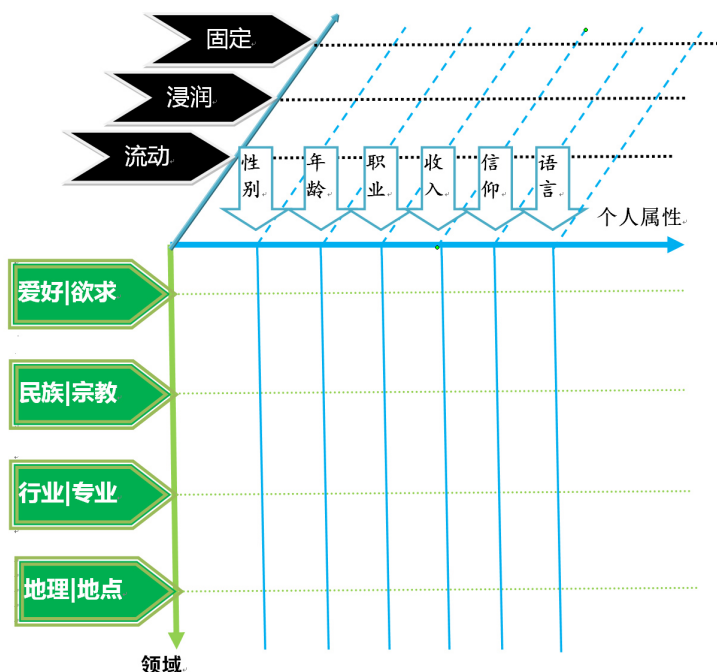 固定
浸润
流动
性别
年龄
职业
收入
信仰
语言
个人属性
爱好|欲求
民族|宗教
行业|专业
地理|地点
领域